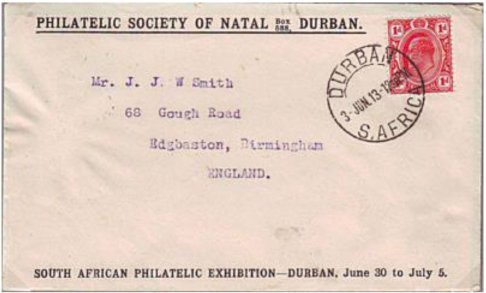 PHILATELIC SOCIETY OF NATAL Box 588, DURBAN.
1d 1d
DURBAN
3-JUN.13-12
S.AFRICA
Mr. J. J. W Smith
68 Gough Road
Edgbaston, Birmingham
ENGLAND.
SOUTH AFRICAN PHILATELIC EXHIBITION—DURBAN, June 30 to July 5.